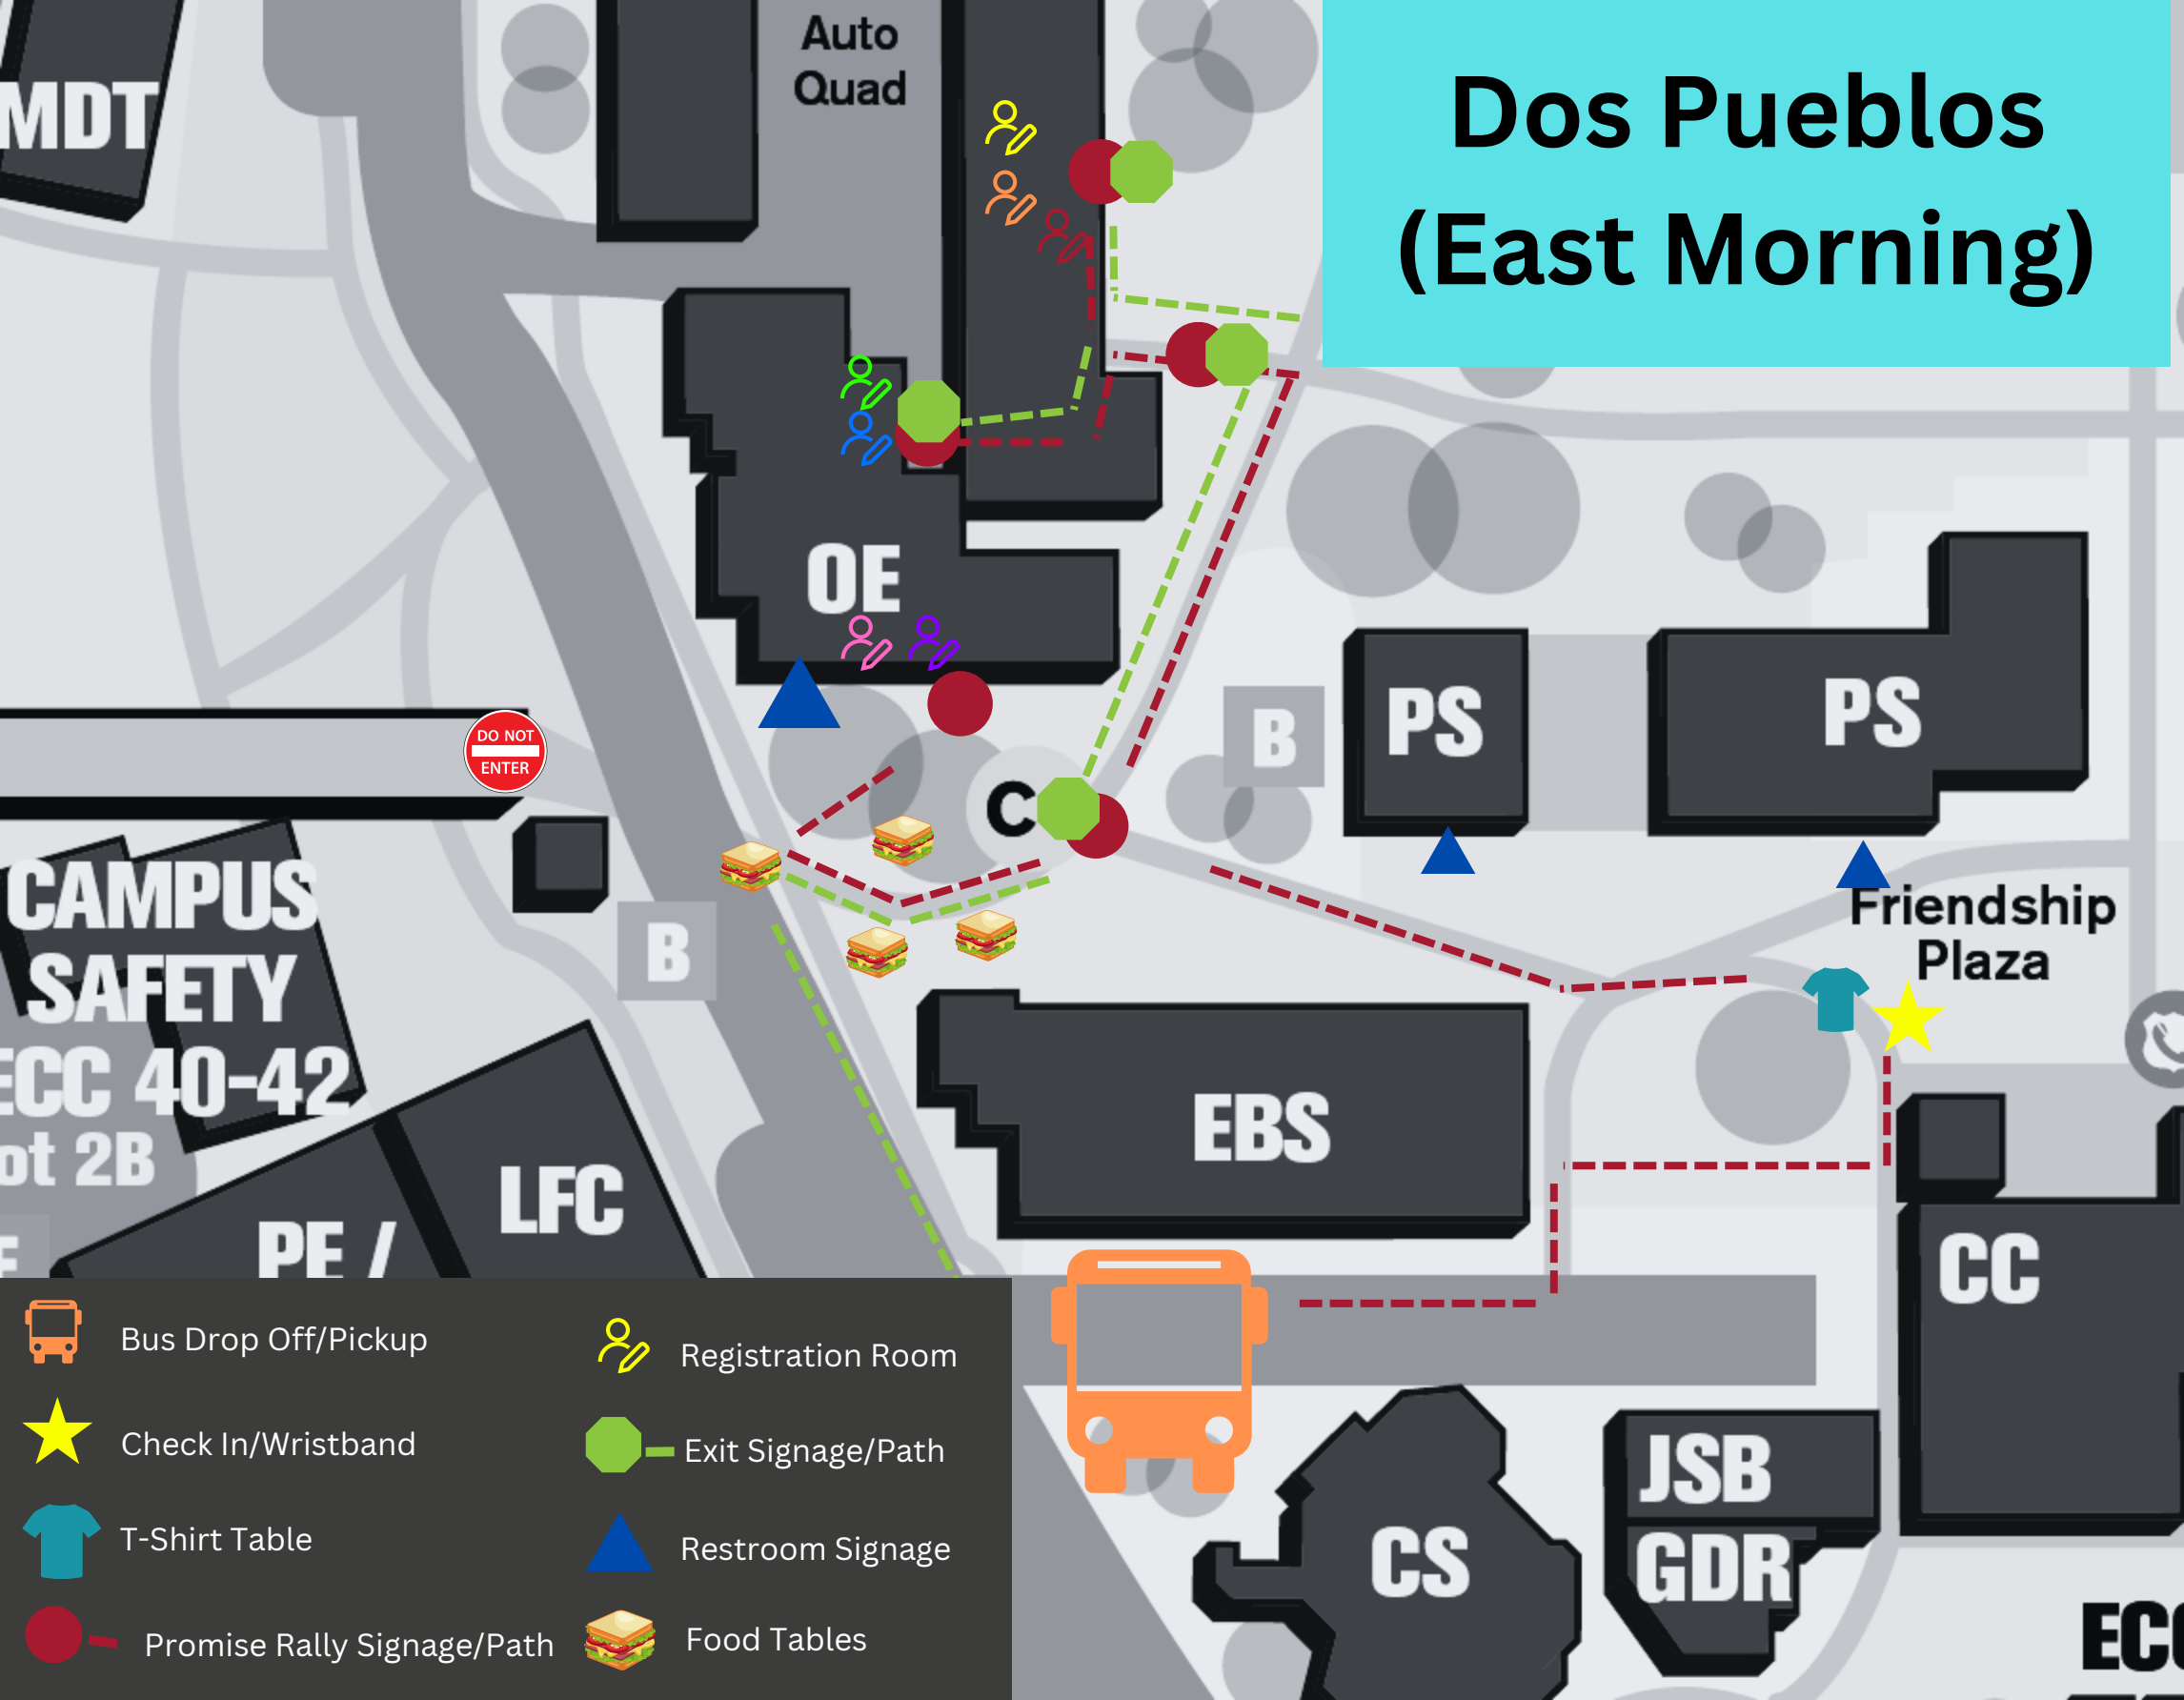 Auto
Quad
Dos Pueblos
(East Morning)
MDT
OE
DO NOT
ENTER
B
PS
PS
C
CAMPUS
SAFETY
ECC 40-42
ot 2B
B
Friendship
Plaza
EBS
LFC
PE /
CC
JSB
GDR
CS
EC
Bus Drop Off/Pickup
Check In/Wristband
T-Shirt Table
Promise Rally Signage/Path
Registration Room
Exit Signage/Path
Restroom Signage
Food Tables